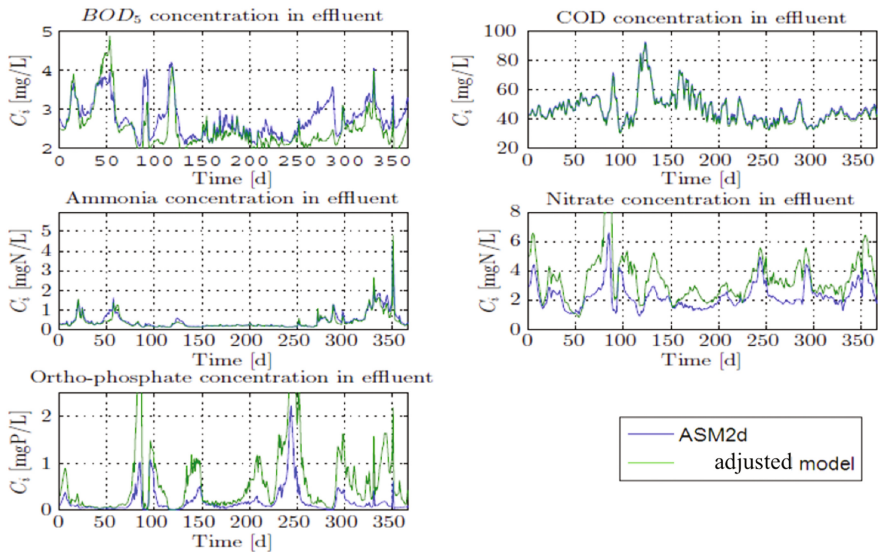 BOD5 concentration in effluent
Ci [mg/L]
5
4
3
2
0 50 100 150 200 250 300 350
Time [d]
COD concentration in effluent
Ci [mg/L]
100
80
60
40
20
0 50 100 150 200 250 300 350
Time [d]
Ammonia concentration in effluent
Ci [mgN/L]
5
4
3
2
1
0
0 50 100 150 200 250 300 350
Time [d]
Nitrate concentration in effluent
Ci [mgN/L]
8
6
4
2
0
0 50 100 150 200 250 300 350
Time [d]
Ortho-phosphate concentration in effluent
Ci [mgP/L]
2
1
0
0 50 100 150 200 250 300 350
Time [d]
ASM2d
adjusted model